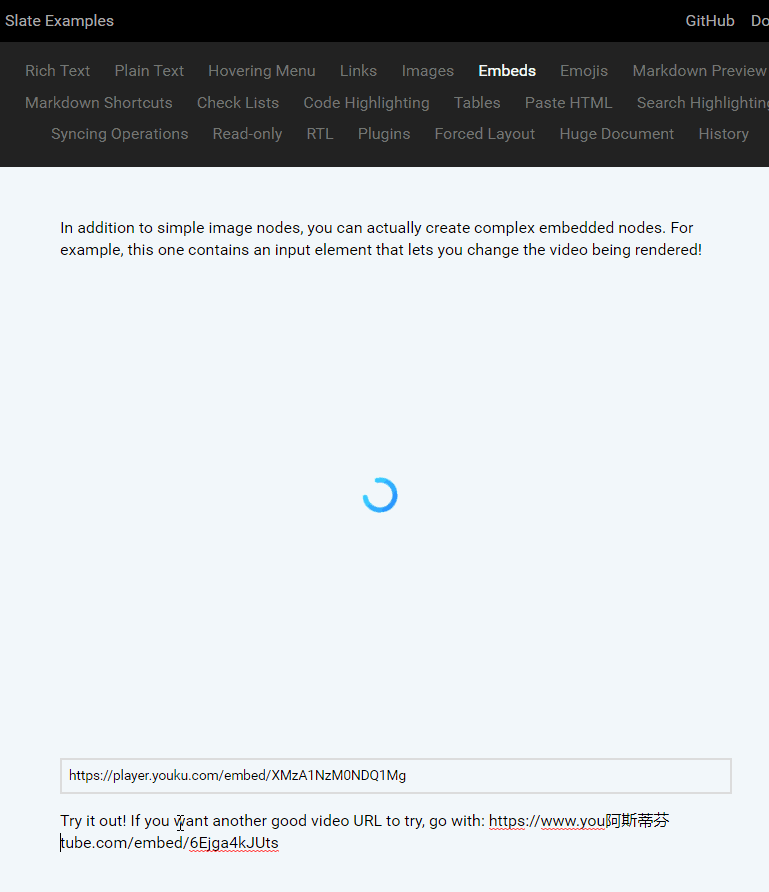 Slate Examples GitHub Do
Rich Text Plain Text Hovering Menu Links Images Embeds Emojis Markdown Preview
Markdown Shortcuts Check Lists Code Highlighting Tables Paste HTML Search Highlighting
Syncing Operations Read-only RTL Plugins Forced Layout Huge Document History
In addition to simple image nodes, you can actually create complex embedded nodes. For
example, this one contains an input element that lets you change the video being rendered!
https://player.youku.com/embed/XMzA1NzM0NDQ1Mg
Try it out! If you want another good video URL to try, go with: https://www.you阿斯蒂芬
tube.com/embed/6Ejga4kJUts